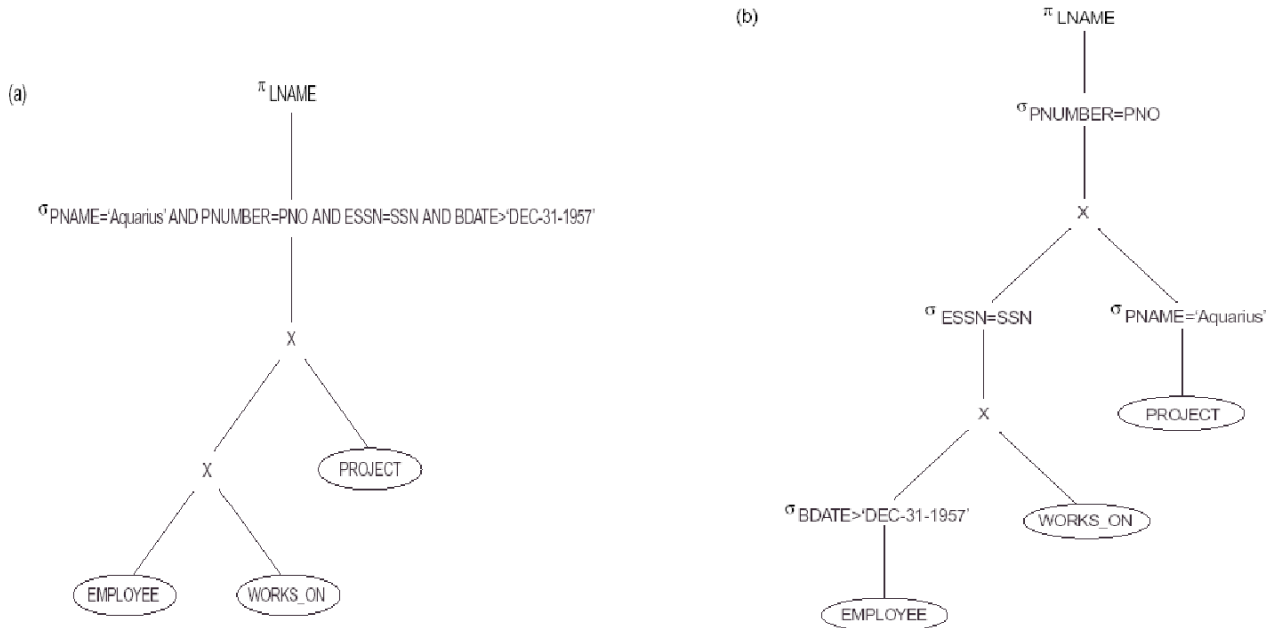 (a)
π LNAME
σ PNAME='Aquarius' AND PNUMBER=PNO AND ESSN=SSN AND BDATE>'DEC-31-1957'
X
X
PROJECT
EMPLOYEE
WORKS_ON
(b)
π LNAME
σ PNUMBER=PNO
X
σ ESSN=SSN
σ PNAME='Aquarius'
X
PROJECT
σ BDATE>'DEC-31-1957'
WORKS_ON
EMPLOYEE